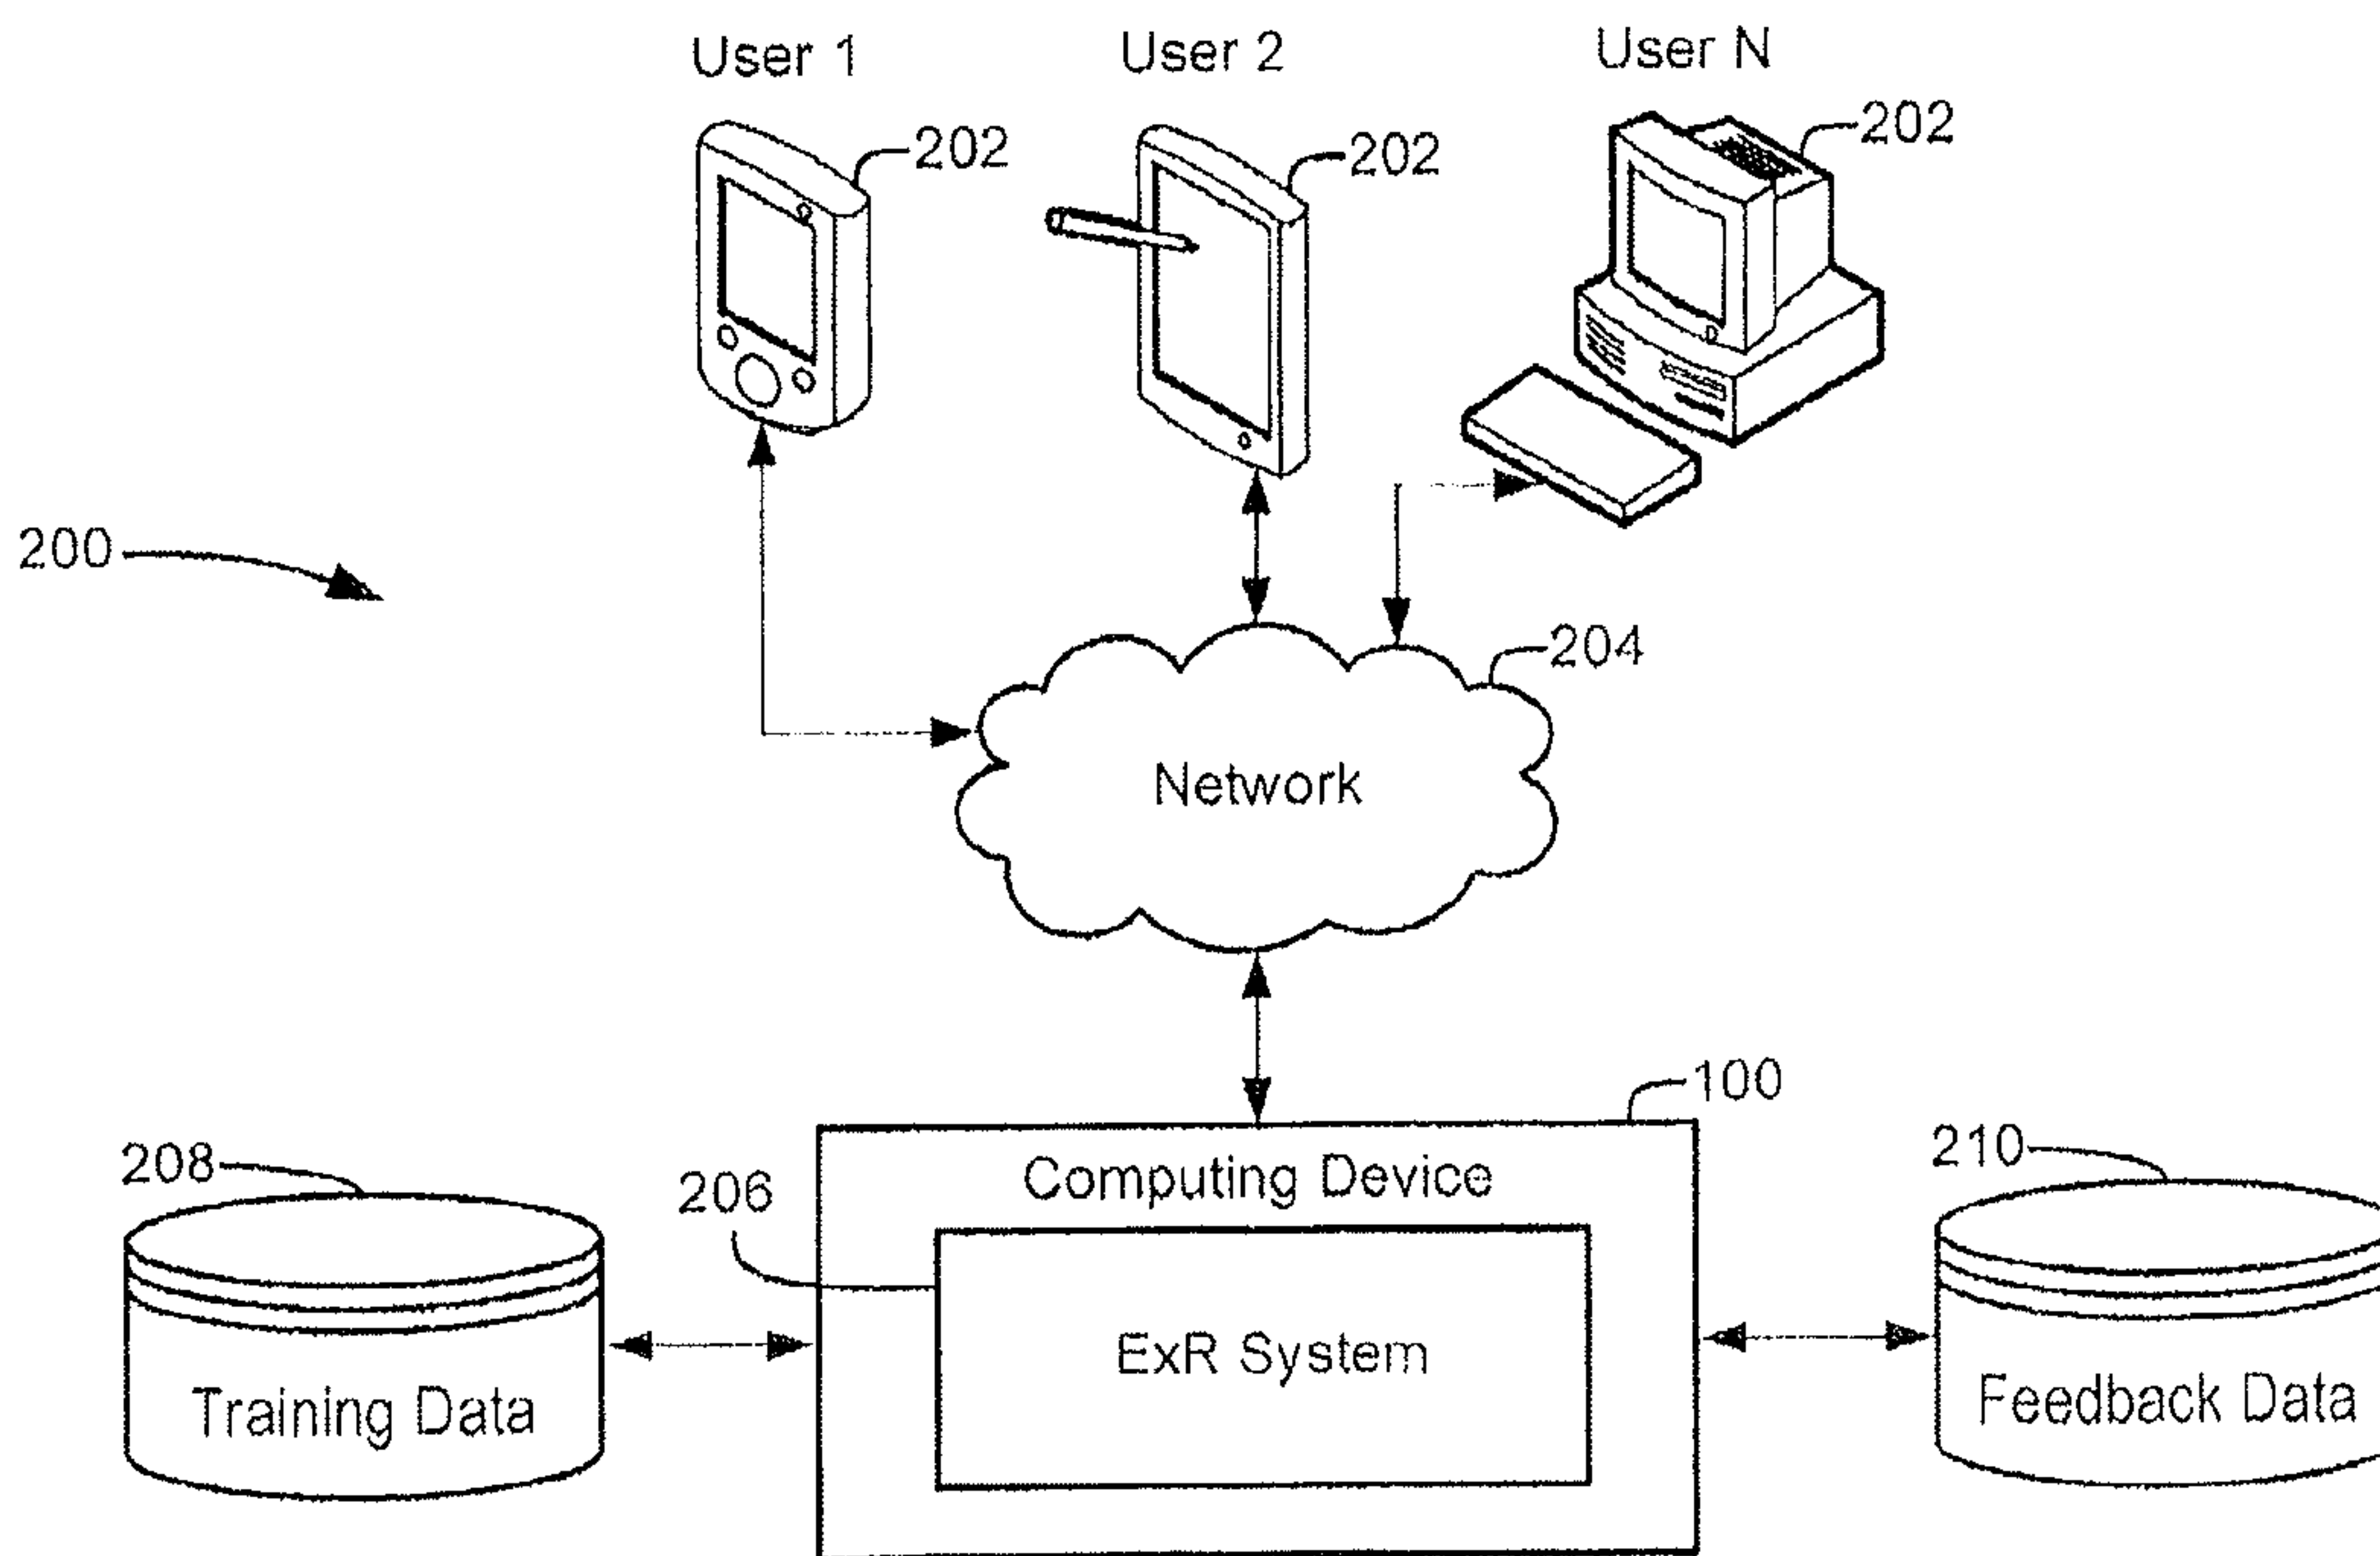 User 1
User 2
User N
202
202
202
200
204
Network
100
208
206
Computing Device
210
ExR System
Training Data
Feedback Data